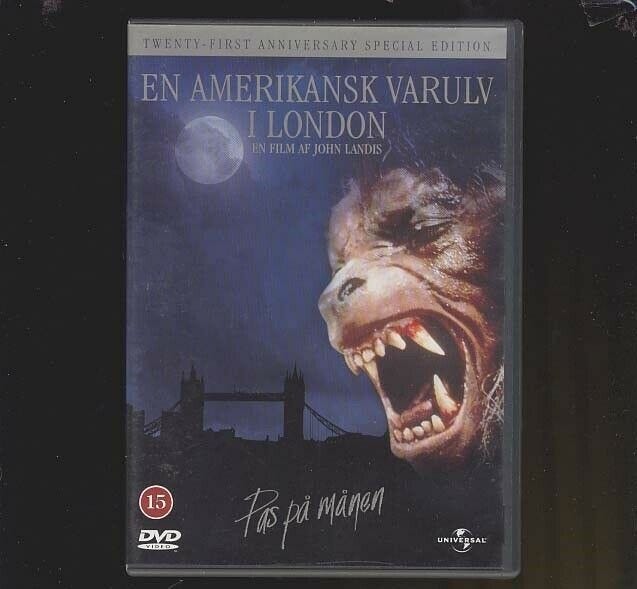 TWENTY-FIRST ANNIVERSARY SPECIAL EDITION
EN AMERIKANSK VARULV
I LONDON
EN FILM AF JOHN LANDIS
Pas på månen
15
DVD
VIDEO
UNIVERSAL